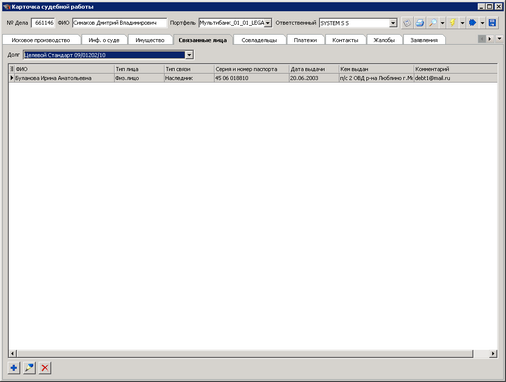 Карточка судебной работы
№ Дела 661146 ФИО Симаков Дмитрий Владимирович Портфель Мультибанк_01_01_LEGA Ответственный SYSTEM S S
Исковое производство Инф. о суде Имущество Связанные лица Совладельцы Платежи Контакты Жалобы Заявления
Долг Целевой Стандарт 09/01202/10
ФИО Тип лица Тип связи Серия и номер паспорта Дата выдачи Кем выдан Комментарий
Буланова Ирина Анатольевна Физ.лицо Наследник 45 06 018810 20.06.2003 п/с 2 ОВД р-на Люблино г.М debt1@mail.ru